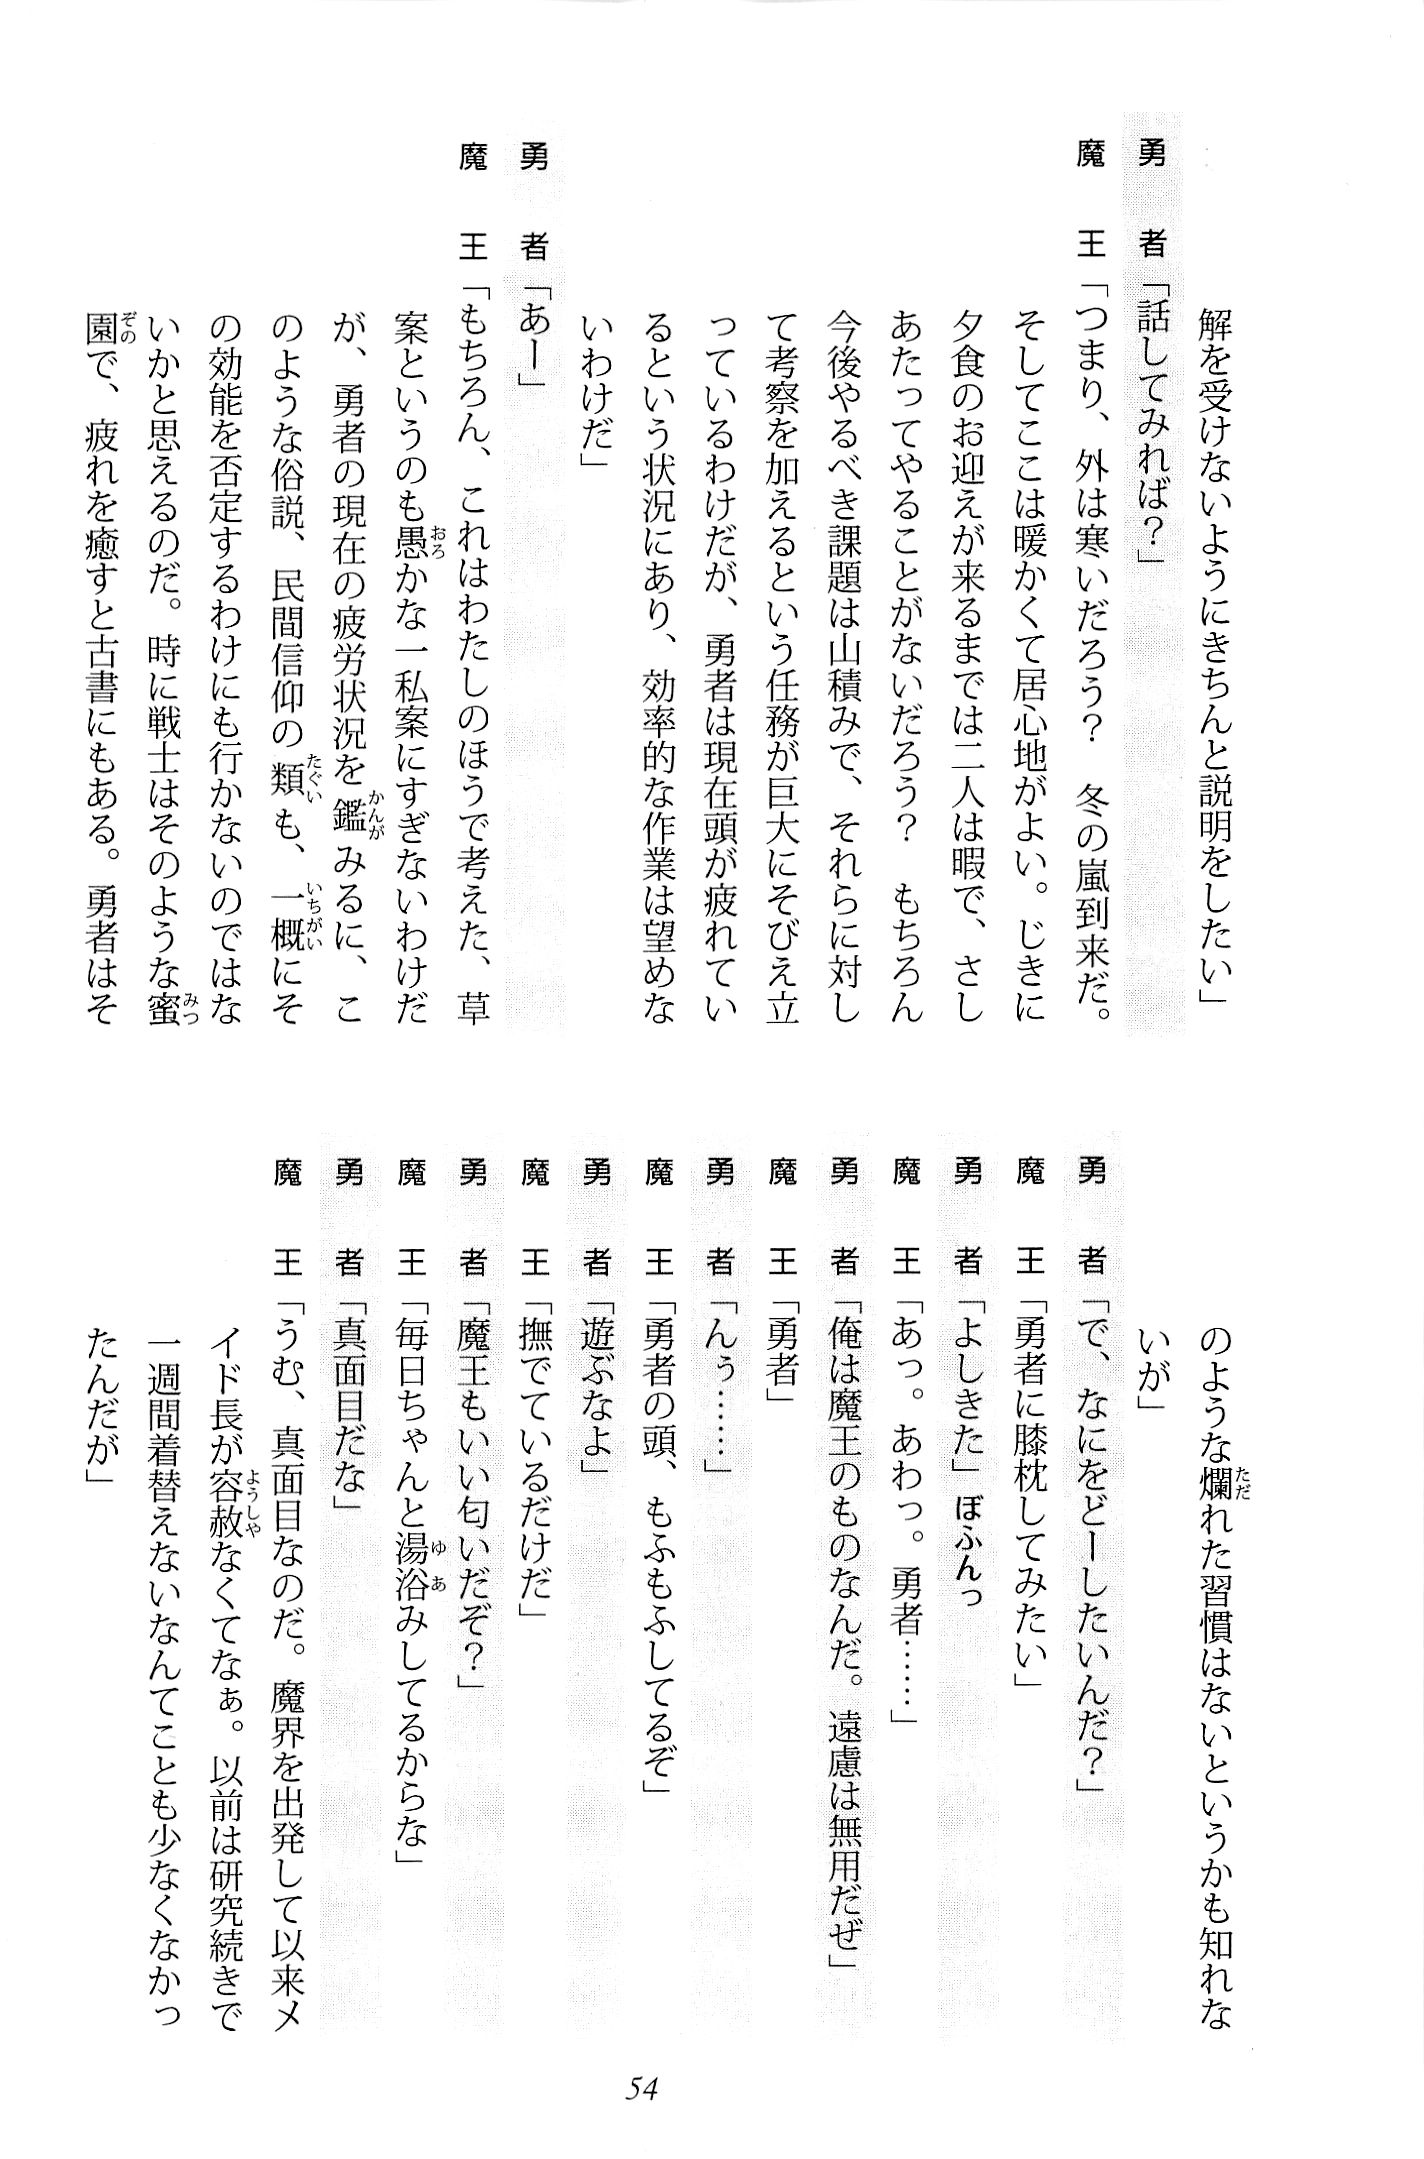 解を受けないようにきちんと説明をしたい」
勇者「話してみれば？」
魔王「つまり、外は寒いだろう？　冬の嵐到来だ。
そしてここは暖かくて居心地がよい。じきに
夕食のお迎えが来るまでは二人は暇で、さし
あたってやることがないだろう？　もちろん
今後やるべき課題は山積みで、それらに対し
て考察を加えるという任務が巨大にそびえ立
っているわけだが、勇者は現在頭が疲れてい
るという状況にあり、効率的な作業は望めな
いわけだ」
勇者「あー」
魔王「もちろん、これはわたしのほうで考えた、草
案というのも愚かな一私案にすぎないわけだ
が、勇者の現在の疲労状況を鑑みるに、こ
のような俗説、民間信仰の類も、一概にそ
の効能を否定するわけにも行かないのではな
いかと思えるのだ。時に戦士はそのような蜜
園で、疲れを癒すと古書にもある。勇者はそ
のような爛れた習慣はないというかも知れな
いが」
勇者「で、なにをどーしたいんだ？」
魔王「勇者に膝枕してみたい」
勇者「よしきた」ぼふんっ
魔王「あっ。あわっ。勇者……」
勇者「俺は魔王のものなんだ。遠慮は無用だぜ」
魔王「勇者」
勇者「んぅ……」
魔王「勇者の頭、もふもふしてるぞ」
勇者「遊ぶなよ」
魔王「撫でているだけだ」
勇者「魔王もいい匂いだぞ？」
魔王「毎日ちゃんと湯浴みしてるからな」
勇者「真面目だな」
魔王「うむ、真面目なのだ。魔界を出発して以来メ
イド長が容赦なくてなぁ。以前は研究続きで
一週間着替えないなんてことも少なくなかっ
たんだが」
54